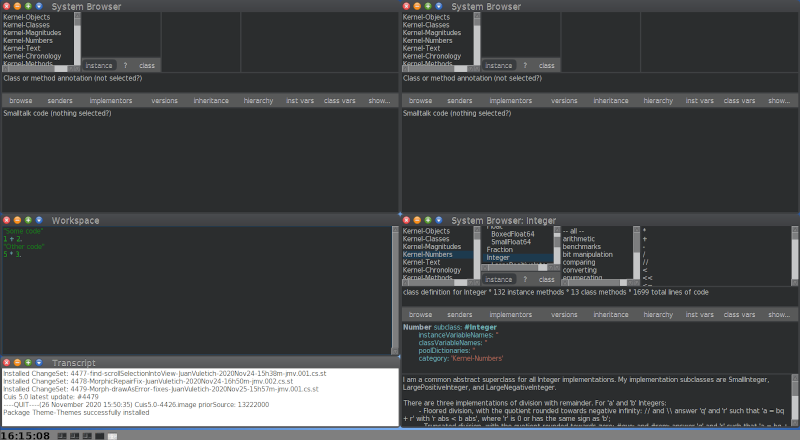 System Browser
Kernel-Objects
Kernel-Classes
Kernel-Magnitudes
Kernel-Numbers
Kernel-Text
Kernel-Chronology
Kernel-Methods
instance ? class
Class or method annotation (not selected?)
browse senders implementors versions inheritance hierarchy inst vars class vars show...
Smalltalk code (nothing selected?)
System Browser
Kernel-Objects
Kernel-Classes
Kernel-Magnitudes
Kernel-Numbers
Kernel-Text
Kernel-Chronology
Kernel-Methods
instance ? class
Class or method annotation (not selected?)
browse senders implementors versions inheritance hierarchy inst vars class vars show...
Smalltalk code (nothing selected?)
Workspace
"Some code"
1 + 2.
"Other code"
5 * 3.
System Browser: Integer
Kernel-Objects
Kernel-Classes
Kernel-Magnitudes
Kernel-Numbers
Kernel-Text
Kernel-Chronology
Kernel-Methods
Float
BoxedFloat64
SmallFloat64
Fraction
Integer
instance ? class
-- all --
arithmetic
benchmarks
bit manipulation
comparing
converting
enumerating
*
+
-
/
//
<
<<
<=
class definition for Integer * 132 instance methods * 13 class methods * 1699 total lines of code
browse senders implementors versions inheritance hierarchy inst vars class vars show...
Number subclass: #Integer
instanceVariableNames: ''
classVariableNames: ''
poolDictionaries: ''
category: 'Kernel-Numbers'
I am a common abstract superclass for all Integer implementations. My implementation subclasses are SmallInteger, LargePositiveInteger, and LargeNegativeInteger.
There are three implementations of division with remainder. For 'a' and 'b' Integers:
- Floored division, with the quotient rounded towards negative infinity: // and \\ answer 'q' and 'r' such that 'a = bq
+ r' with 'r abs < b abs', where 'r' is 0 or has the same sign as 'b';
Transcript
Installed ChangeSet: 4477-find-scrollSelectionIntoView-JuanVuletich-2020Nov24-15h38m-jmv.001.cs.st
Installed ChangeSet: 4478-MorphicRepairFix-JuanVuletich-2020Nov24-16h50m-jmv.002.cs.st
Installed ChangeSet: 4479-Morph-drawAsError-fixes-JuanVuletich-2020Nov25-15h57m-jmv.001.cs.st
Cuis 5.0 latest update: #4479
----QUIT----(26 November 2020 15:50:35) Cuis5.0-4426.image priorSource: 13222000
Package Theme-Themes successfully installed
16:15:08